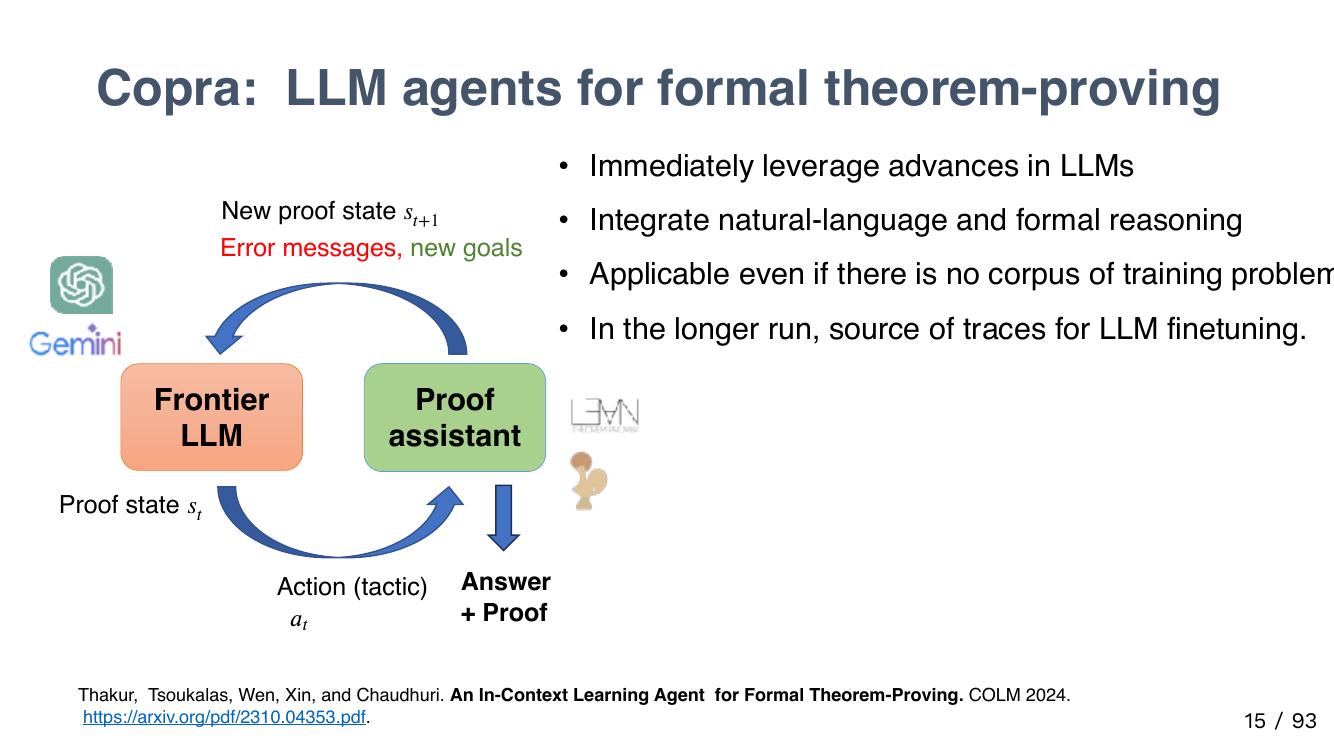 Copra:  LLM agents for formal theorem-proving
• Immediately leverage advances in LLMs
• Integrate natural-language and formal reasoning
• Applicable even if there is no corpus of training problem
• In the longer run, source of traces for LLM finetuning.
New proof state s_{t+1}
Error messages, new goals
Gemini
Frontier
LLM
Proof
assistant
LEAN
THEOREM PROVER
Proof state s_t
Action (tactic)
a_t
Answer
+ Proof
Thakur,  Tsoukalas, Wen, Xin, and Chaudhuri. An In-Context Learning Agent  for Formal Theorem-Proving. COLM 2024.
https://arxiv.org/pdf/2310.04353.pdf.
15 / 93